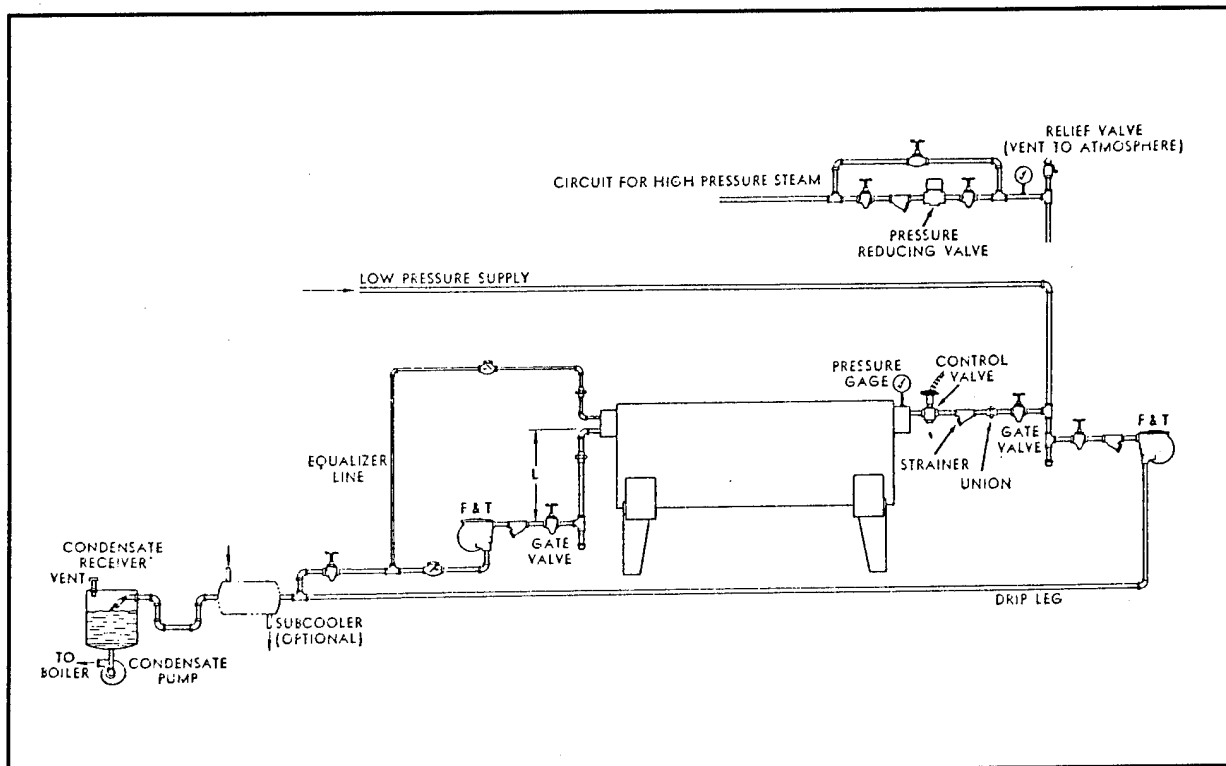 RELIEF VALVE
(VENT TO ATMOSPHERE)
CIRCUIT FOR HIGH PRESSURE STEAM
PRESSURE
REDUCING VALVE
LOW PRESSURE SUPPLY
PRESSURE
GAGE
CONTROL
VALVE
F & T
GATE
VALVE
STRAINER
UNION
EQUALIZER
LINE
L
F & T
GATE
VALVE
CONDENSATE
RECEIVER
VENT
DRIP LEG
SUBCOOLER
(OPTIONAL)
TO
BOILER
CONDENSATE
PUMP